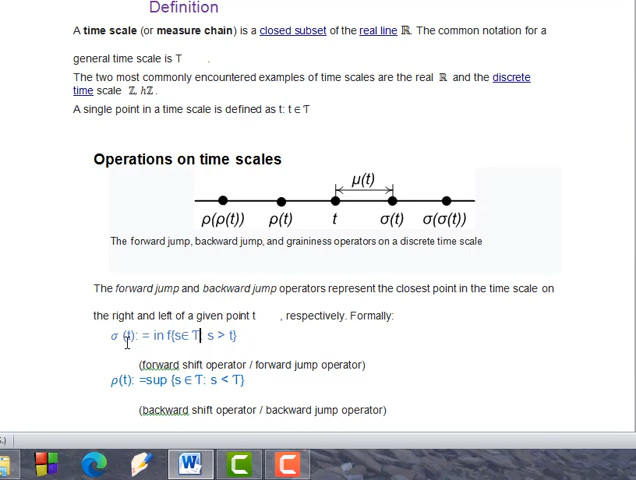 Definition
A time scale (or measure chain) is a closed subset of the real line ℝ. The common notation for a
general time scale is T .
The two most commonly encountered examples of time scales are the real ℝ and the discrete
time scale ℤ, hℤ.
A single point in a time scale is defined as t: t ∈ T
Operations on time scales
μ(t)
ρ(ρ(t)) ρ(t) t σ(t) σ(σ(t))
The forward jump, backward jump, and graininess operators on a discrete time scale
The forward jump and backward jump operators represent the closest point in the time scale on
the right and left of a given point t , respectively. Formally:
σ (t): = in f{s∈ T s > t}
(forward shift operator / forward jump operator)
ρ(t): =sup {s ∈ T: s < T}
(backward shift operator / backward jump operator)
s.)